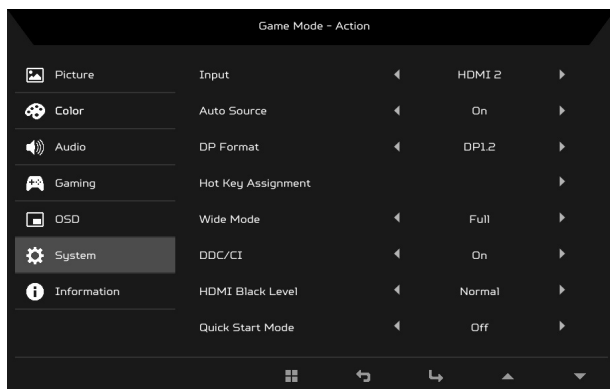 Game Mode - Action
Picture
Input HDMI 2
Color
Auto Source On
Audio
DP Format DP1.2
Gaming
Hot Key Assignment
OSD
Wide Mode Full
System
DDC/CI On
Information
HDMI Black Level Normal
Quick Start Mode Off